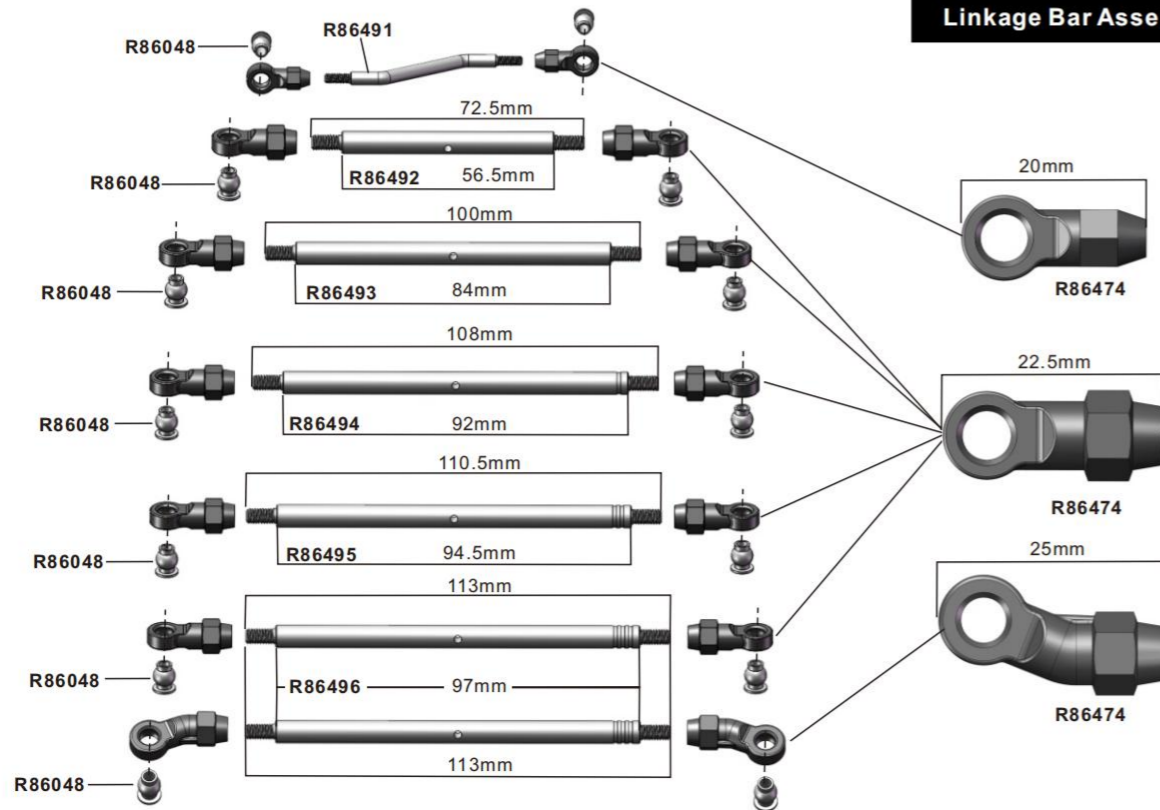 Linkage Bar Asse
R86048
R86491
72.5mm
R86048
R86492
56.5mm
20mm
R86474
100mm
R86048
R86493
84mm
108mm
R86048
R86494
92mm
22.5mm
R86474
110.5mm
R86048
R86495
94.5mm
25mm
R86474
113mm
R86048
R86496
97mm
113mm
R86048